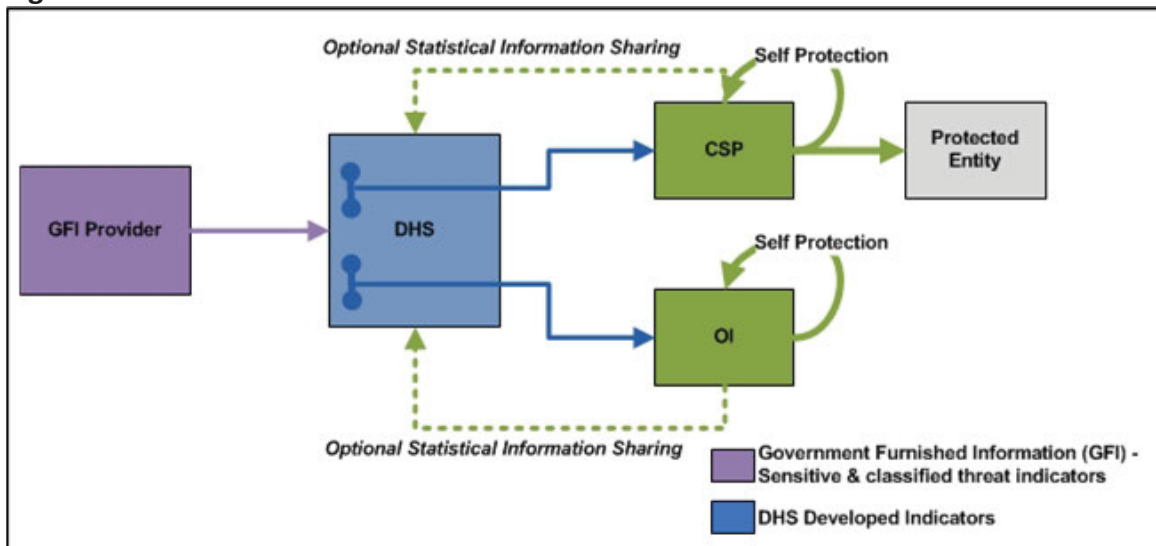 Optional Statistical Information Sharing
Self Protection
CSP
Protected
Entity
GFI Provider
DHS
Self Protection
OI
Optional Statistical Information Sharing
Government Furnished Information (GFI) -
Sensitive & classified threat indicators
DHS Developed Indicators